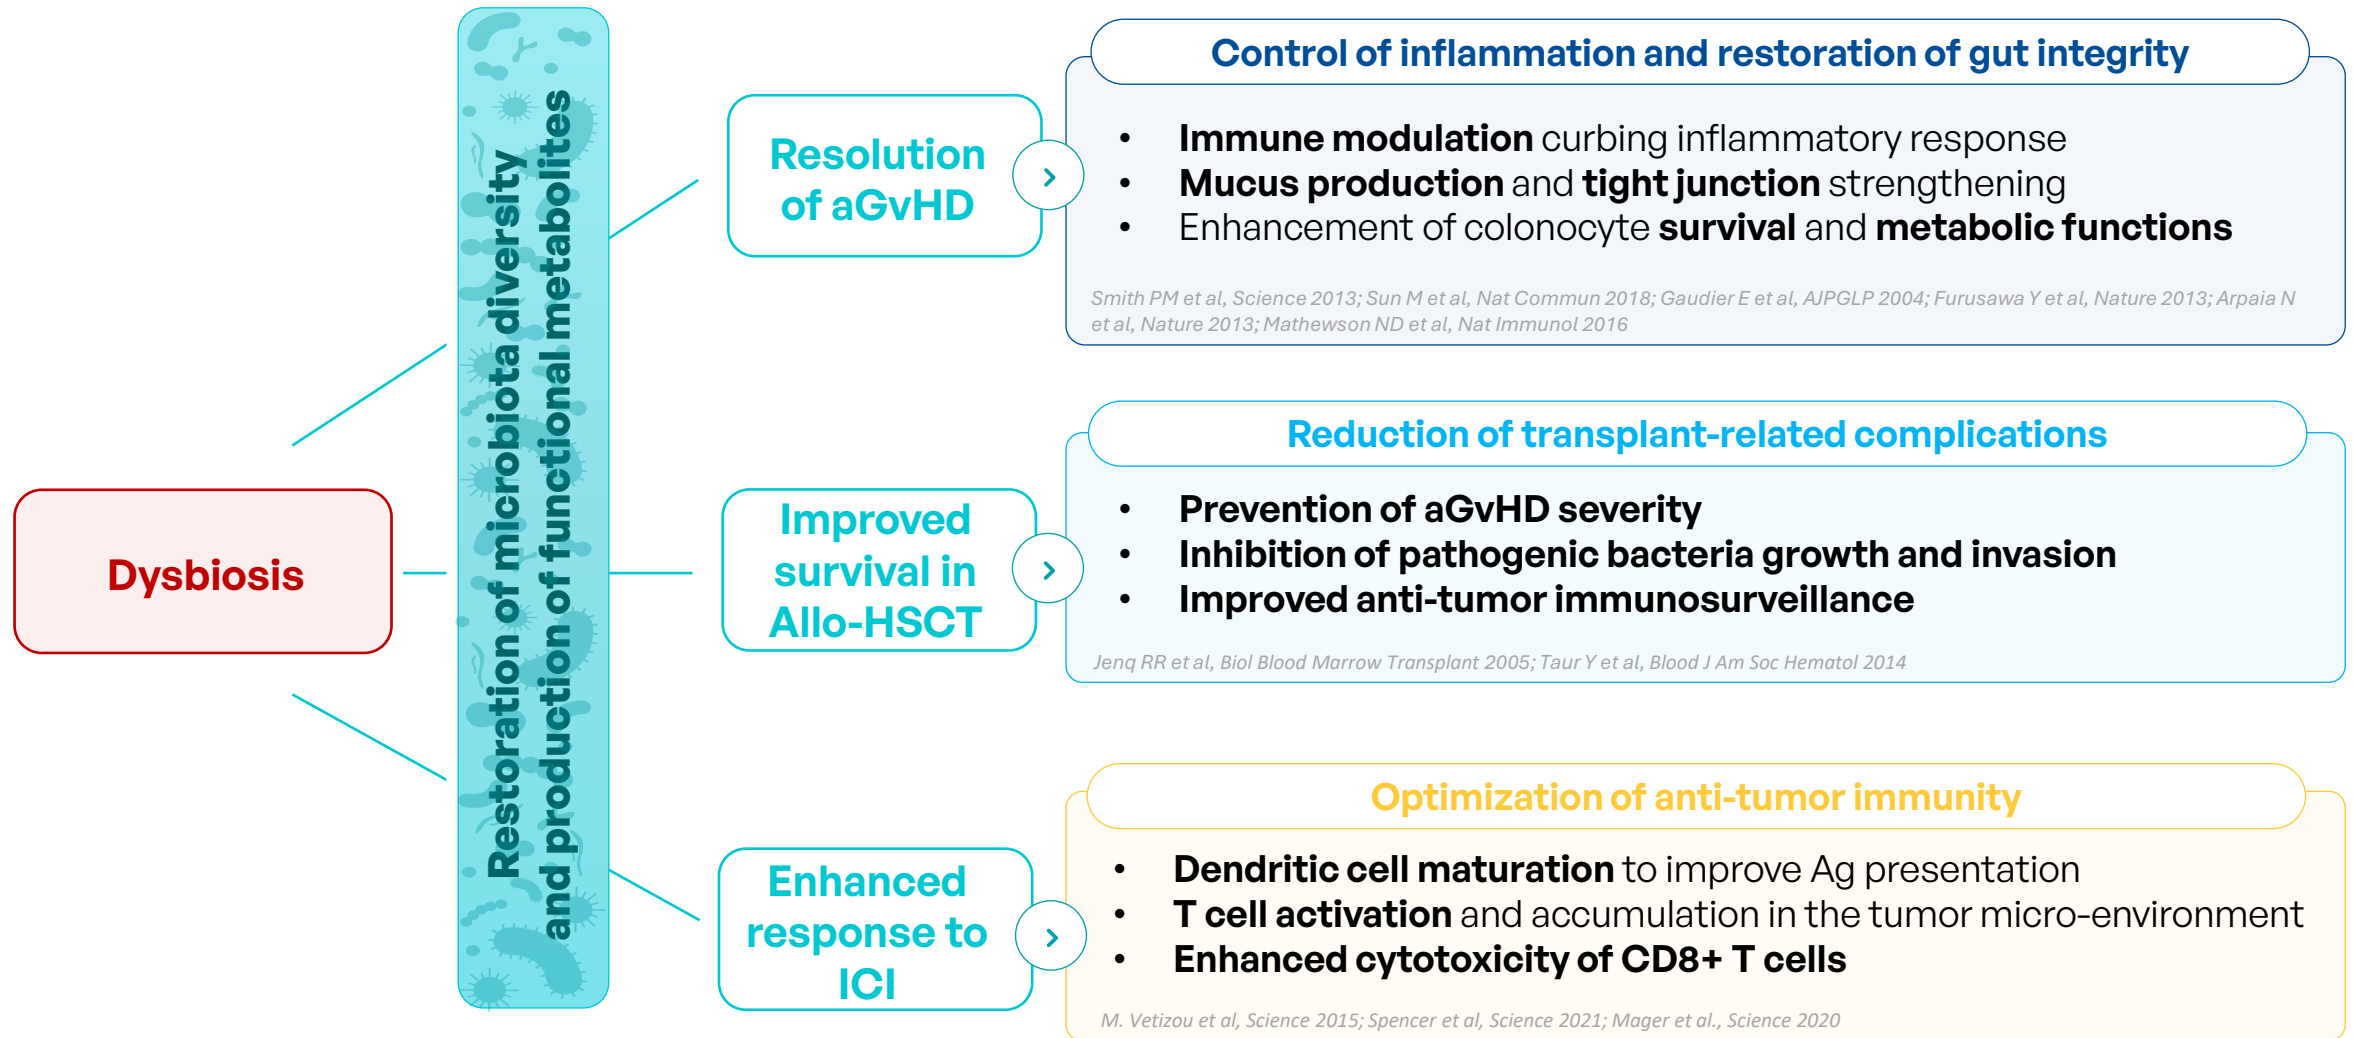 Dysbiosis
Restoration of microbiota diversity
and production of functional metabolites
Resolution
of aGvHD
Control of inflammation and restoration of gut integrity
• Immune modulation curbing inflammatory response
• Mucus production and tight junction strengthening
• Enhancement of colonocyte survival and metabolic functions
Smith PM et al, Science 2013; Sun M et al, Nat Commun 2018; Gaudier E et al, AJPGLP 2004; Furusawa Y et al, Nature 2013; Arpaia N
et al, Nature 2013; Mathewson ND et al, Nat Immunol 2016
Improved
survival in
Allo-HSCT
Reduction of transplant-related complications
• Prevention of aGvHD severity
• Inhibition of pathogenic bacteria growth and invasion
• Improved anti-tumor immunosurveillance
Jenq RR et al, Biol Blood Marrow Transplant 2005; Taur Y et al, Blood J Am Soc Hematol 2014
Enhanced
response to
ICI
Optimization of anti-tumor immunity
• Dendritic cell maturation to improve Ag presentation
• T cell activation and accumulation in the tumor micro-environment
• Enhanced cytotoxicity of CD8+ T cells
M. Vetizou et al, Science 2015; Spencer et al, Science 2021; Mager et al., Science 2020